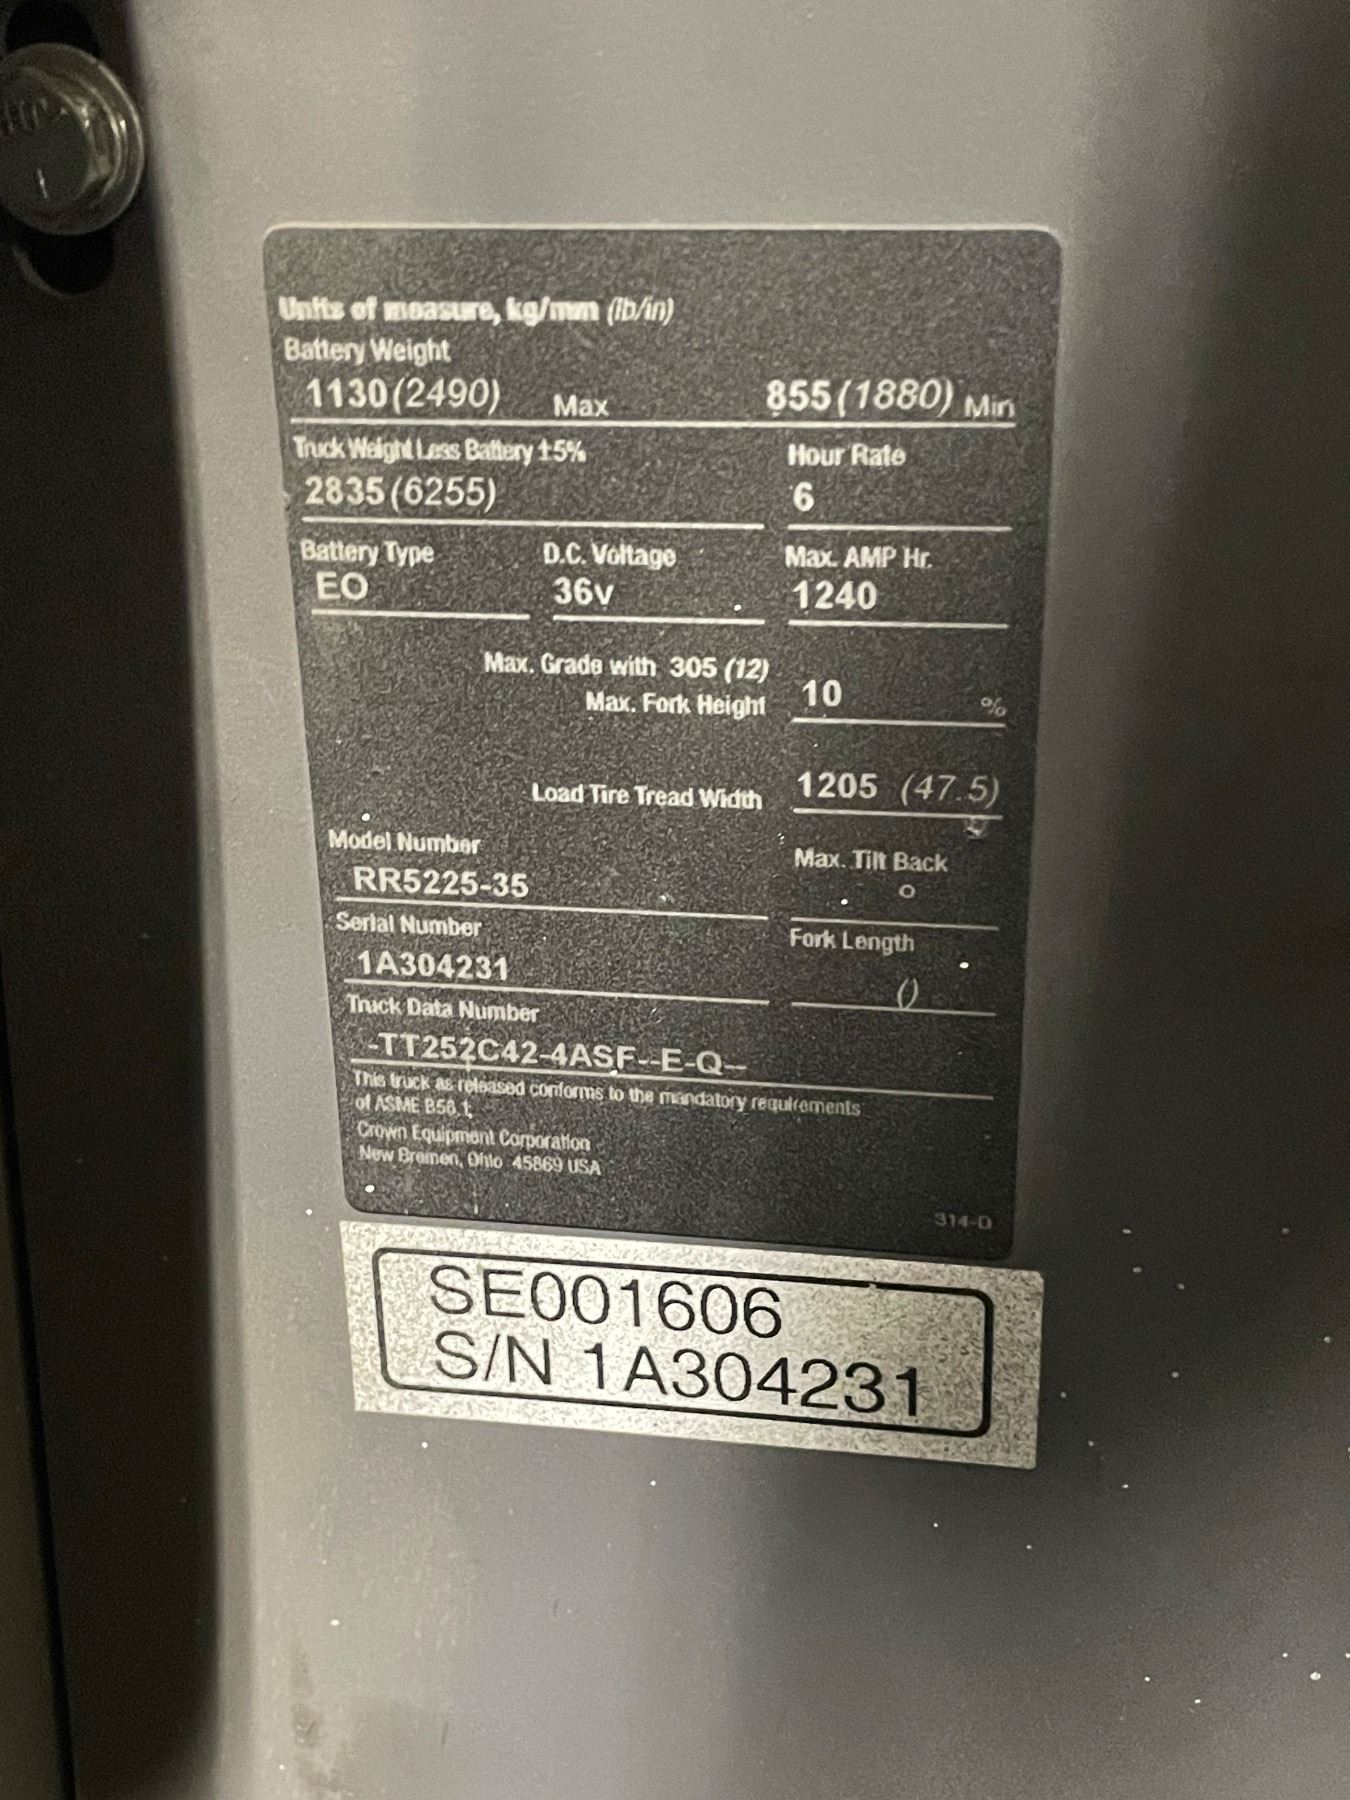 Units of measure, kg/mm (lb/in)
Battery Weight
1130 (2490) Max 855 (1880) Min
Truck Weight Less Battery ±5% Hour Rate
2835 (6255) 6
Battery Type D.C. Voltage Max. AMP Hr.
EO 36v 1240
Max. Grade with 305 (12)
Max. Fork Height 10 %
Load Tire Tread Width 1205 (47.5)
Model Number Max. Tilt Back
RR5225-35 °
Serial Number Fork Length
1A304231 ()
Truck Data Number
-TT252C42-4ASF--E-Q--
This truck as released conforms to the mandatory requirements
of ASME B56.1.
Crown Equipment Corporation
New Bremen, Ohio 45869 USA
314-D
SE001606
S/N 1A304231